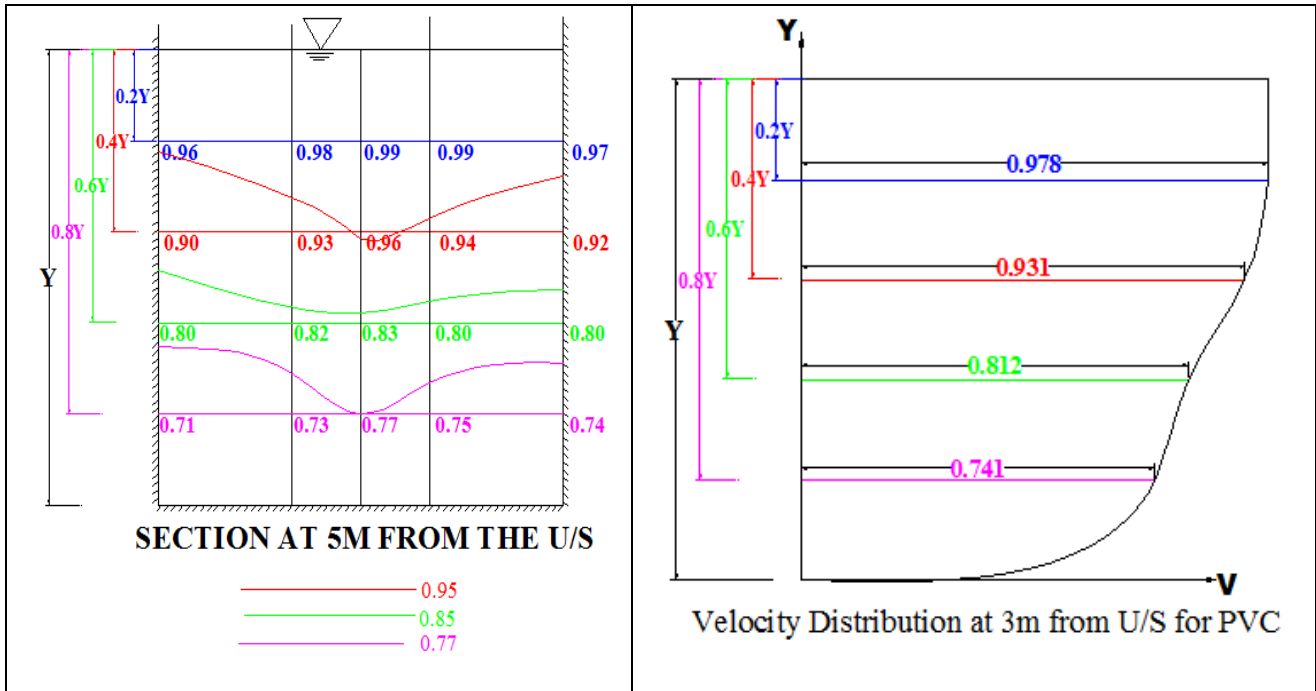 0.2Y
0.96 0.98 0.99 0.99 0.97
0.4Y
0.6Y
0.8Y
0.90 0.93 0.96 0.94 0.92
Y
0.80 0.82 0.83 0.80 0.80
0.71 0.73 0.77 0.75 0.74
SECTION AT 5M FROM THE U/S
0.95
0.85
0.77
Y
0.2Y
0.978
0.4Y
0.6Y
0.931
0.8Y
Y
0.812
0.741
V
Velocity Distribution at 3m from U/S for PVC